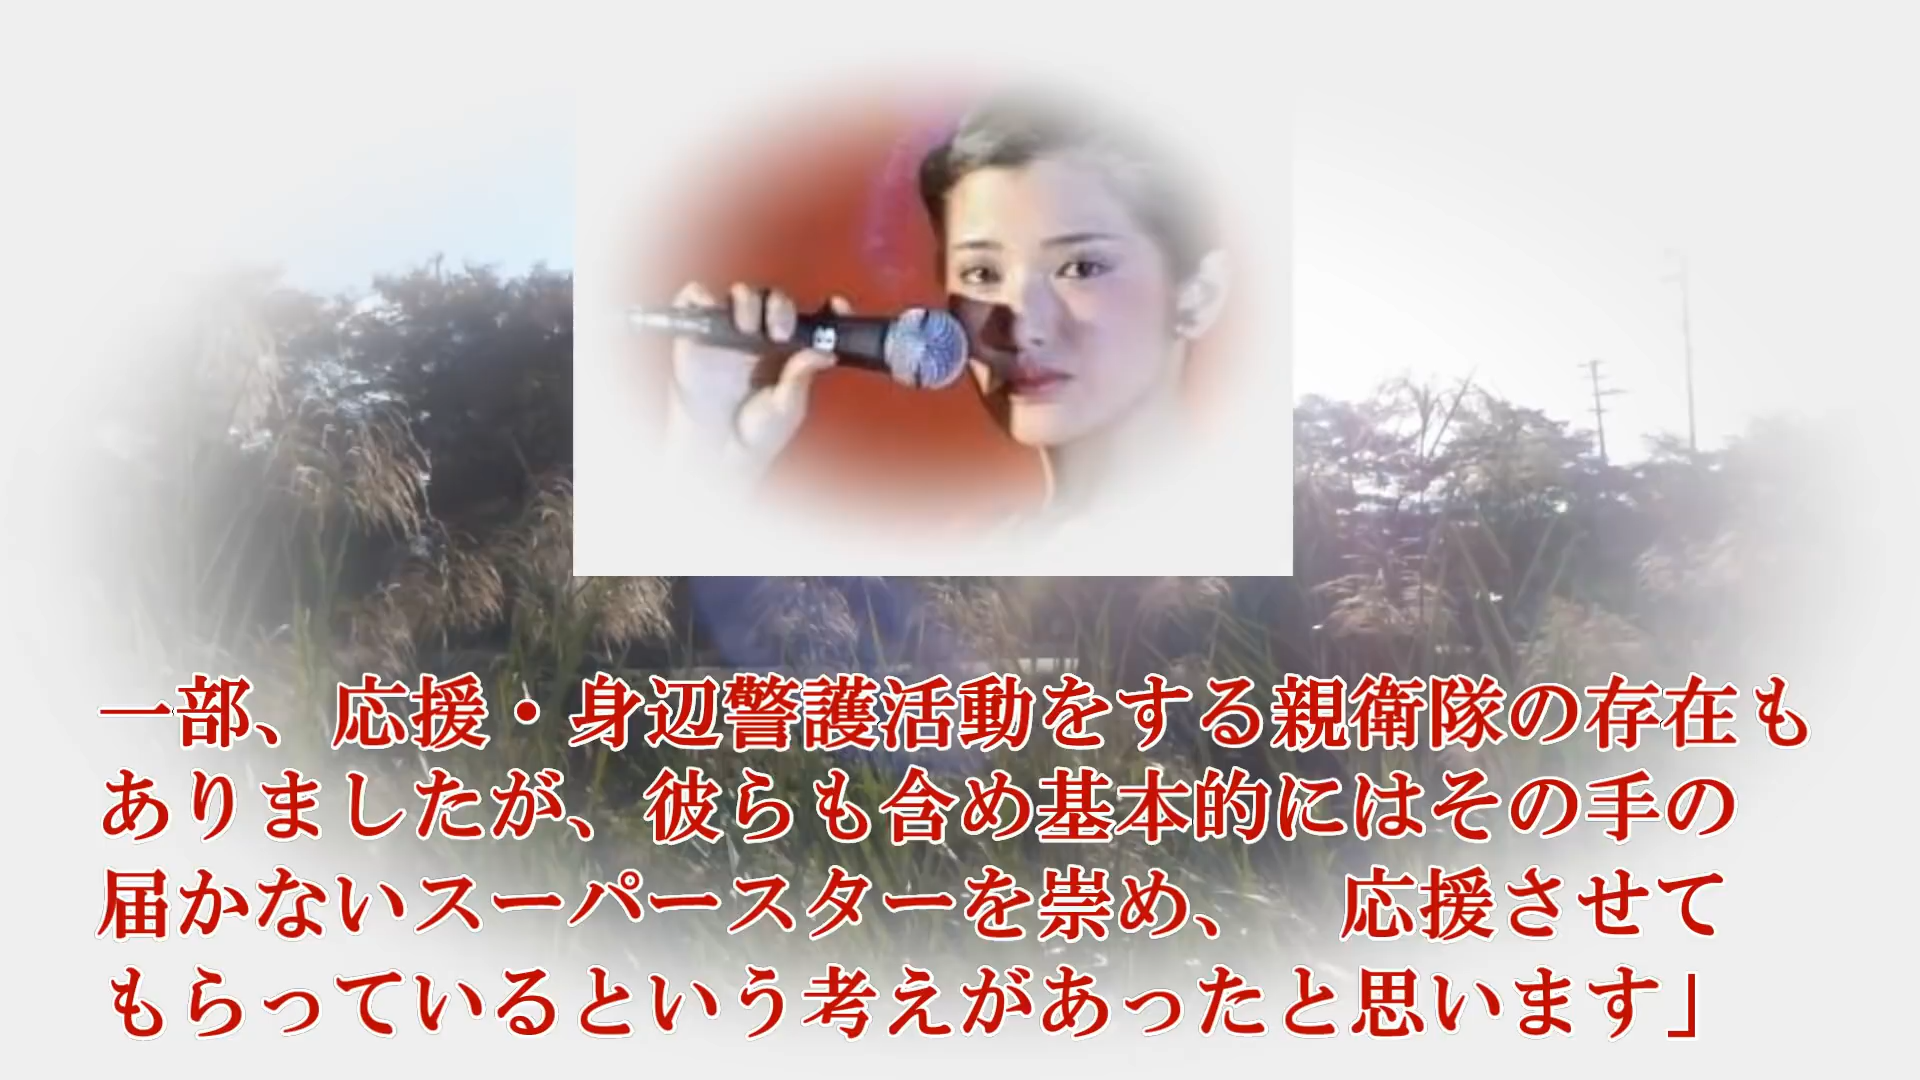 一部、応援・身辺警護活動をする親衛隊の存在も
ありましたが、彼らも含め基本的にはその手の
届かないスーパースターを崇め、　応援させて
もらっているという考えがあったと思います」